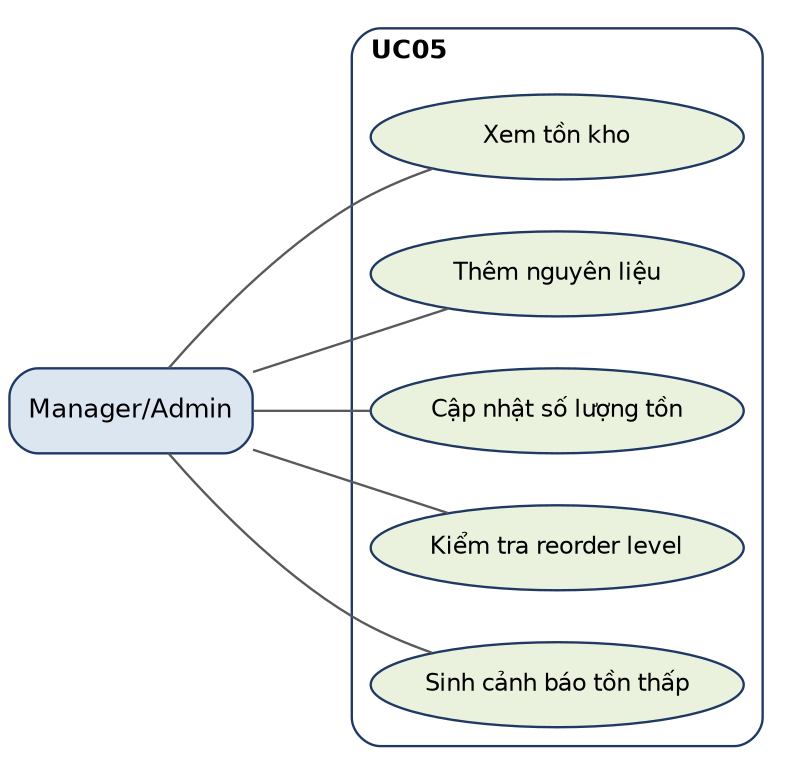 UC05
Xem tồn kho
Thêm nguyên liệu
Manager/Admin
Cập nhật số lượng tồn
Kiểm tra reorder level
Sinh cảnh báo tồn thấp